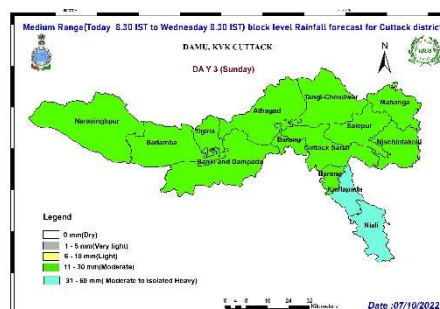 Medium Range(Today 8.30 IST to Wednesday 8.30 IST) block level Rainfall forecast for Cuttack district
DAMU, KVK CUTTACK
DA Y 3 (Sunday)
N
Tangi-Choudwar
Mahanga
Athagad
Narasinghpur
Salepur
Tigiria
Badamba
Barang
Nischintakoili
Cuttack Sadar
Banki and Dampada
Barang
Kantapada
Niali
Legend
0 mm(Dry)
1 - 5 mm(Very light)
6 - 10 mm(Light)
11 - 30 mm(Moderate)
31 - 60 mm( Moderate to Isolated Heavy)
Date :07/10/2022